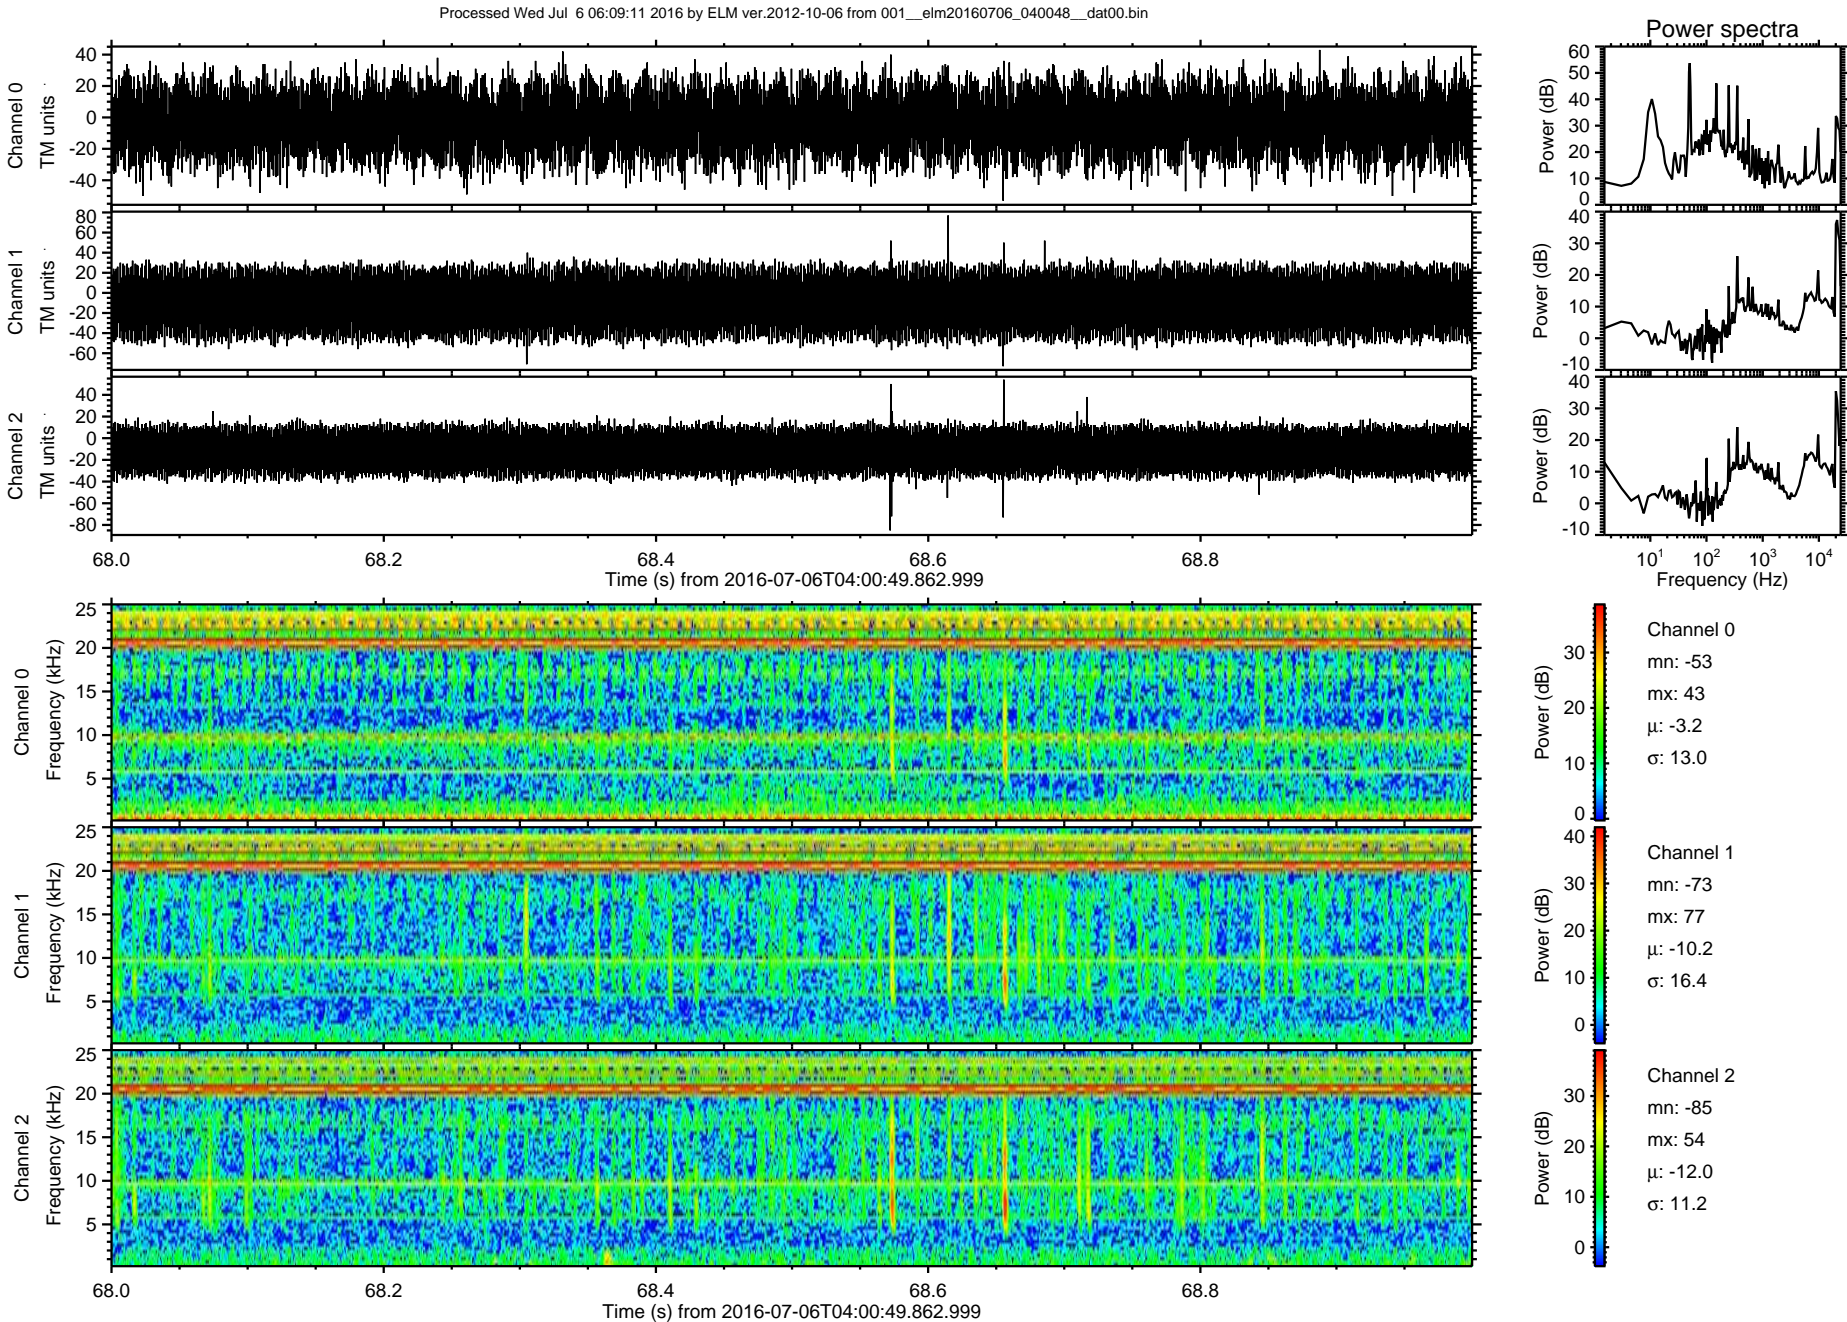 Processed Wed Jul 6 06:09:11 2016 by ELM ver.2012-10-06 from 001__elm20160706_040048__dat00.bin
Power spectra
Channel 0
TM units
40
20
0
-20
-40
Power (dB)
60
50
40
30
20
10
0
Channel 1
TM units
80
60
40
20
0
-20
-40
-60
Power (dB)
40
30
20
10
0
-10
Channel 2
TM units
40
20
0
-20
-40
-60
-80
Power (dB)
40
30
20
10
0
-10
68.0 68.2 68.4 68.6 68.8
Time (s) from 2016-07-06T04:00:49.862.999
10^1 10^2 10^3 10^4
Frequency (Hz)
Channel 0
Frequency (kHz)
25
20
15
10
5
Power (dB)
30
20
10
0
Channel 0
mn: -53
mx: 43
μ: -3.2
σ: 13.0
Channel 1
Frequency (kHz)
25
20
15
10
5
Power (dB)
40
30
20
10
0
Channel 1
mn: -73
mx: 77
μ: -10.2
σ: 16.4
Channel 2
Frequency (kHz)
25
20
15
10
5
Power (dB)
30
20
10
0
Channel 2
mn: -85
mx: 54
μ: -12.0
σ: 11.2
68.0 68.2 68.4 68.6 68.8
Time (s) from 2016-07-06T04:00:49.862.999